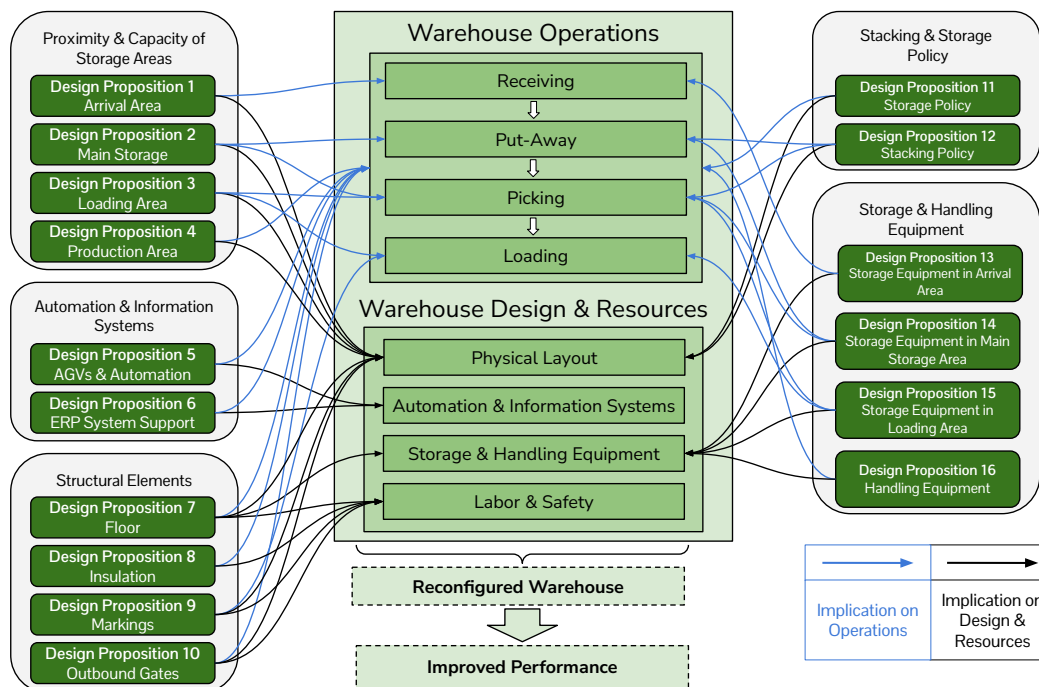 Proximity & Capacity of
Storage Areas
Design Proposition 1
Arrival Area
Design Proposition 2
Main Storage
Design Proposition 3
Loading Area
Design Proposition 4
Production Area
Automation & Information
Systems
Design Proposition 5
AGVs & Automation
Design Proposition 6
ERP System Support
Structural Elements
Design Proposition 7
Floor
Design Proposition 8
Insulation
Design Proposition 9
Markings
Design Proposition 10
Outbound Gates
Warehouse Operations
Receiving
Put-Away
Picking
Loading
Warehouse Design & Resources
Physical Layout
Automation & Information Systems
Storage & Handling Equipment
Labor & Safety
Reconfigured Warehouse
Improved Performance
Stacking & Storage
Policy
Design Proposition 11
Storage Policy
Design Proposition 12
Stacking Policy
Storage & Handling
Equipment
Design Proposition 13
Storage Equipment in Arrival
Area
Design Proposition 14
Storage Equipment in Main
Storage Area
Design Proposition 15
Storage Equipment in
Loading Area
Design Proposition 16
Handling Equipment
Implication on
Operations
Implication on
Design &
Resources